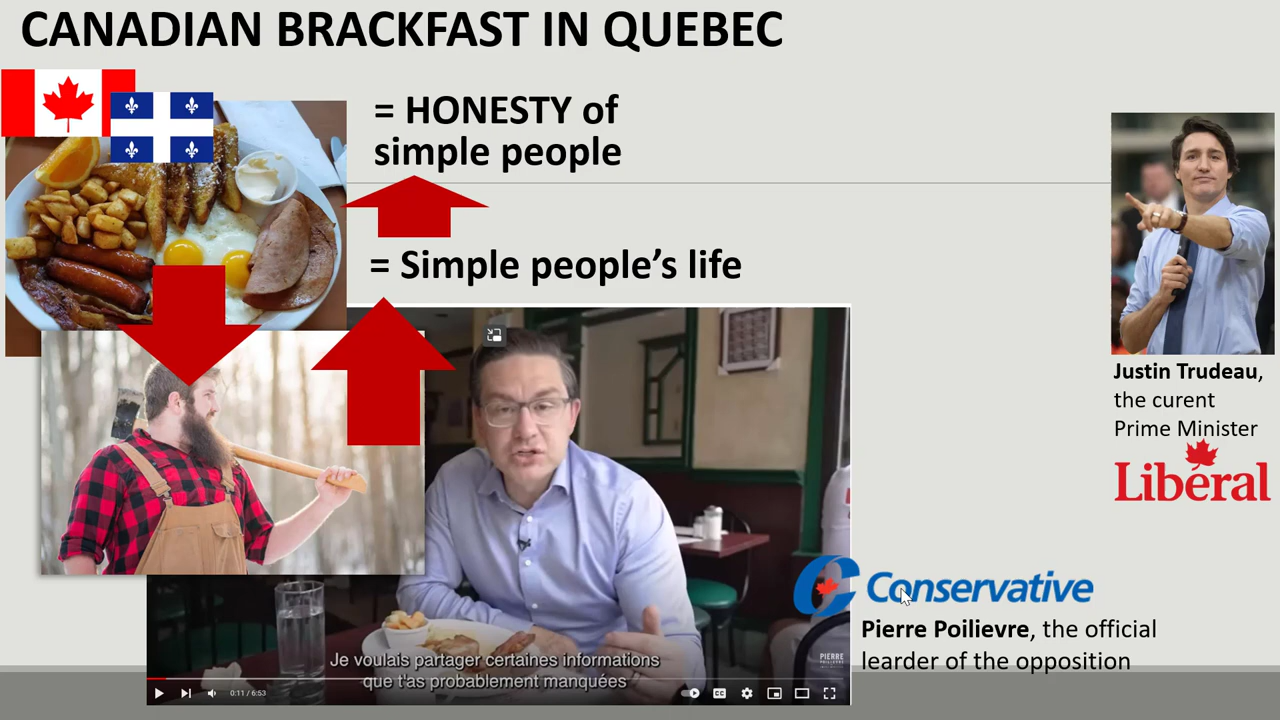 CANADIAN BRACKFAST IN QUEBEC
= HONESTY of
simple people
= Simple people’s life
Justin Trudeau,
the curent
Prime Minister
Liberal
Conservative
Pierre Poilievre, the official
learder of the opposition
PIERRE
POILIEVRE
Je voulais partager certaines informations
que t'as probablement manquées
0:11 / 6:53
CC